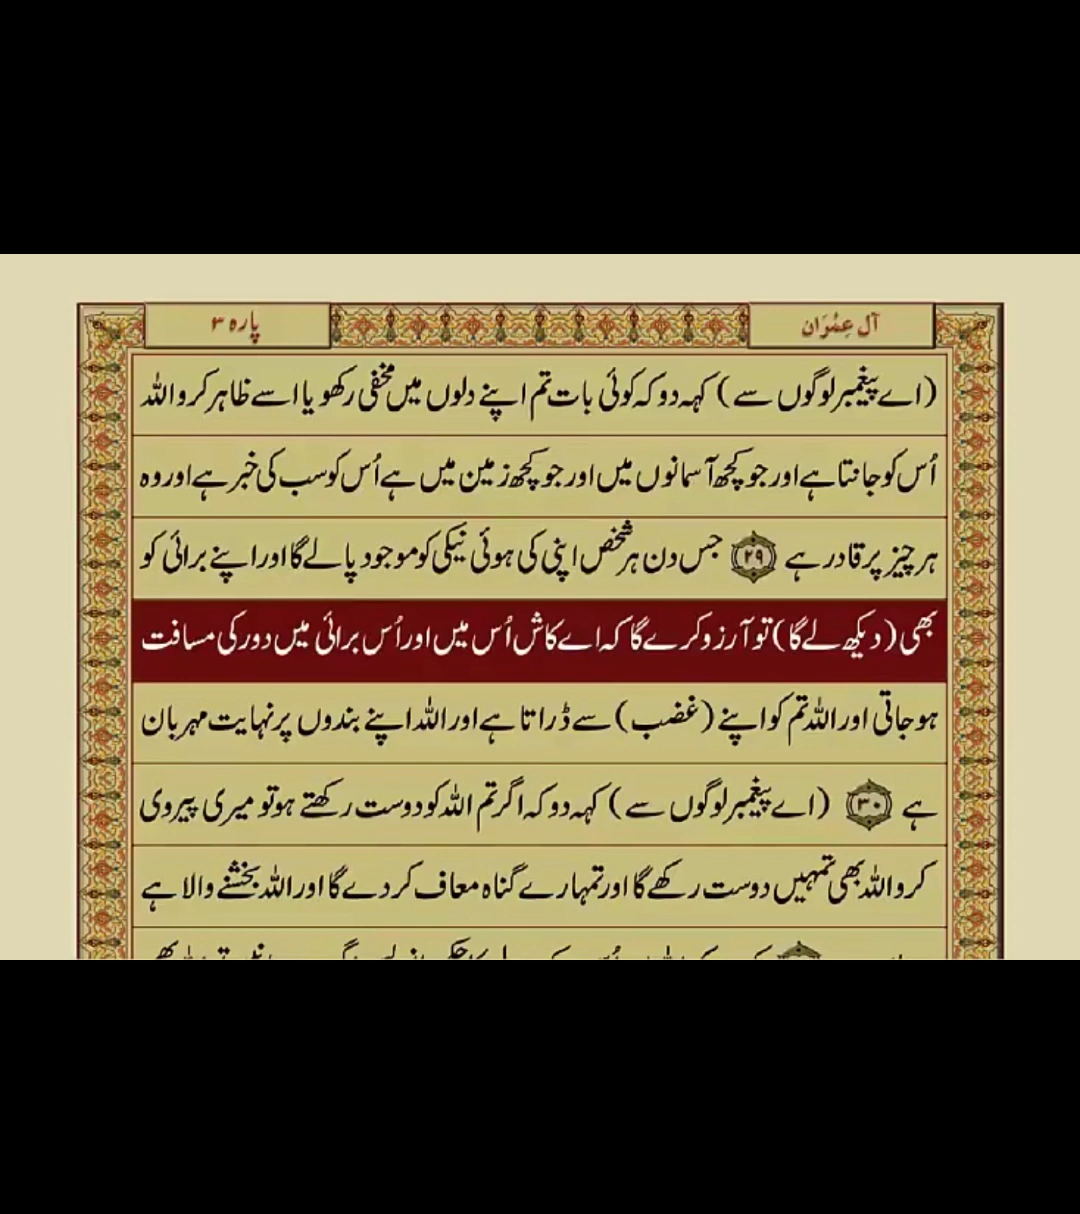 آل عِمْرَان
پارہ ۳
(اے پیغمبر لوگوں سے) کہہ دو کہ کوئی بات تم اپنے دلوں میں مخفی رکھو یا اسے ظاہر کرو اللہ
اُس کو جانتا ہے اور جو کچھ آسمانوں میں اور جو کچھ زمین میں ہے اُس کو سب کی خبر ہے اور وہ
ہر چیز پر قادر ہے ۲۹ جس دن ہر شخص اپنی کی ہوئی نیکی کو موجود پا لے گا اور اپنے برائی کو
بھی (دیکھ لے گا) تو آرزو کرے گا کہ اے کاش اُس میں اور اُس برائی میں دور کی مسافت
ہو جاتی اور اللہ تم کو اپنے (غضب) سے ڈراتا ہے اور اللہ اپنے بندوں پر نہایت مہربان
ہے ۳۰ (اے پیغمبر لوگوں سے) کہہ دو کہ اگر تم اللہ کو دوست رکھتے ہو تو میری پیروی
کرو اللہ بھی تمہیں دوست رکھے گا اور تمہارے گناہ معاف کر دے گا اور اللہ بخشنے والا ہے